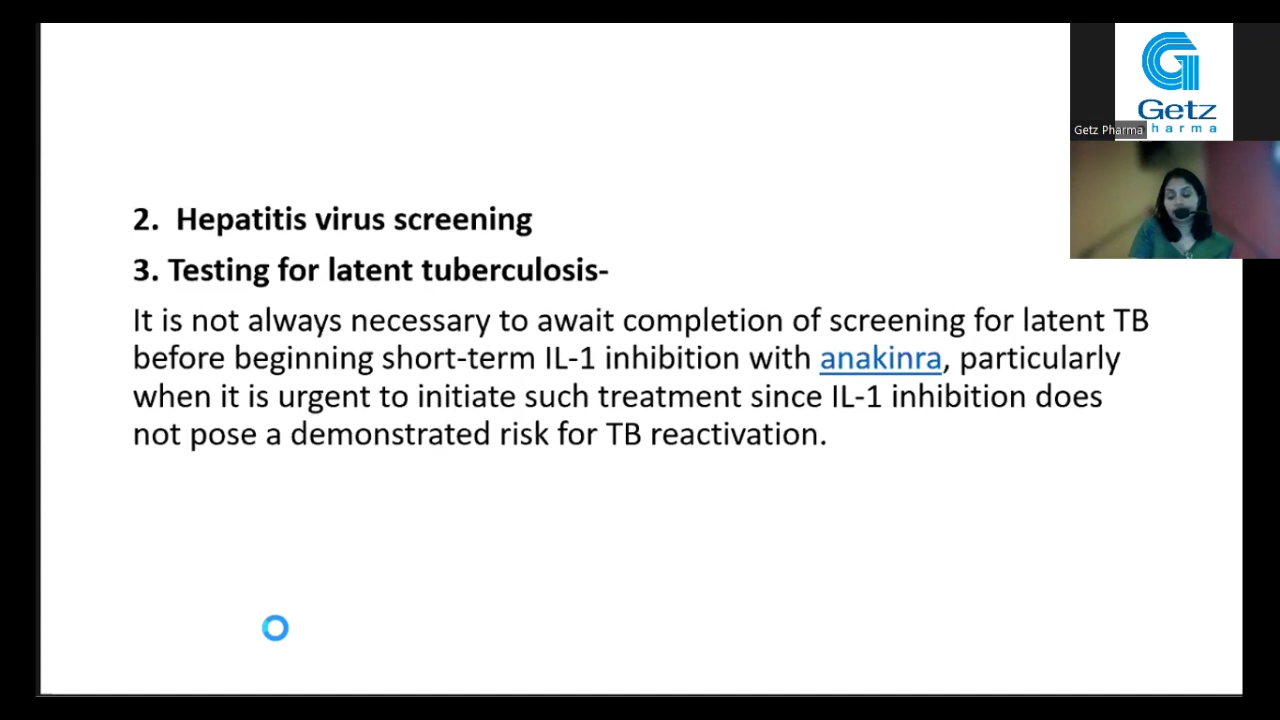 Getz
Getz Pharma
harma
2. Hepatitis virus screening
3. Testing for latent tuberculosis-
It is not always necessary to await completion of screening for latent TB
before beginning short-term IL-1 inhibition with anakinra, particularly
when it is urgent to initiate such treatment since IL-1 inhibition does
not pose a demonstrated risk for TB reactivation.